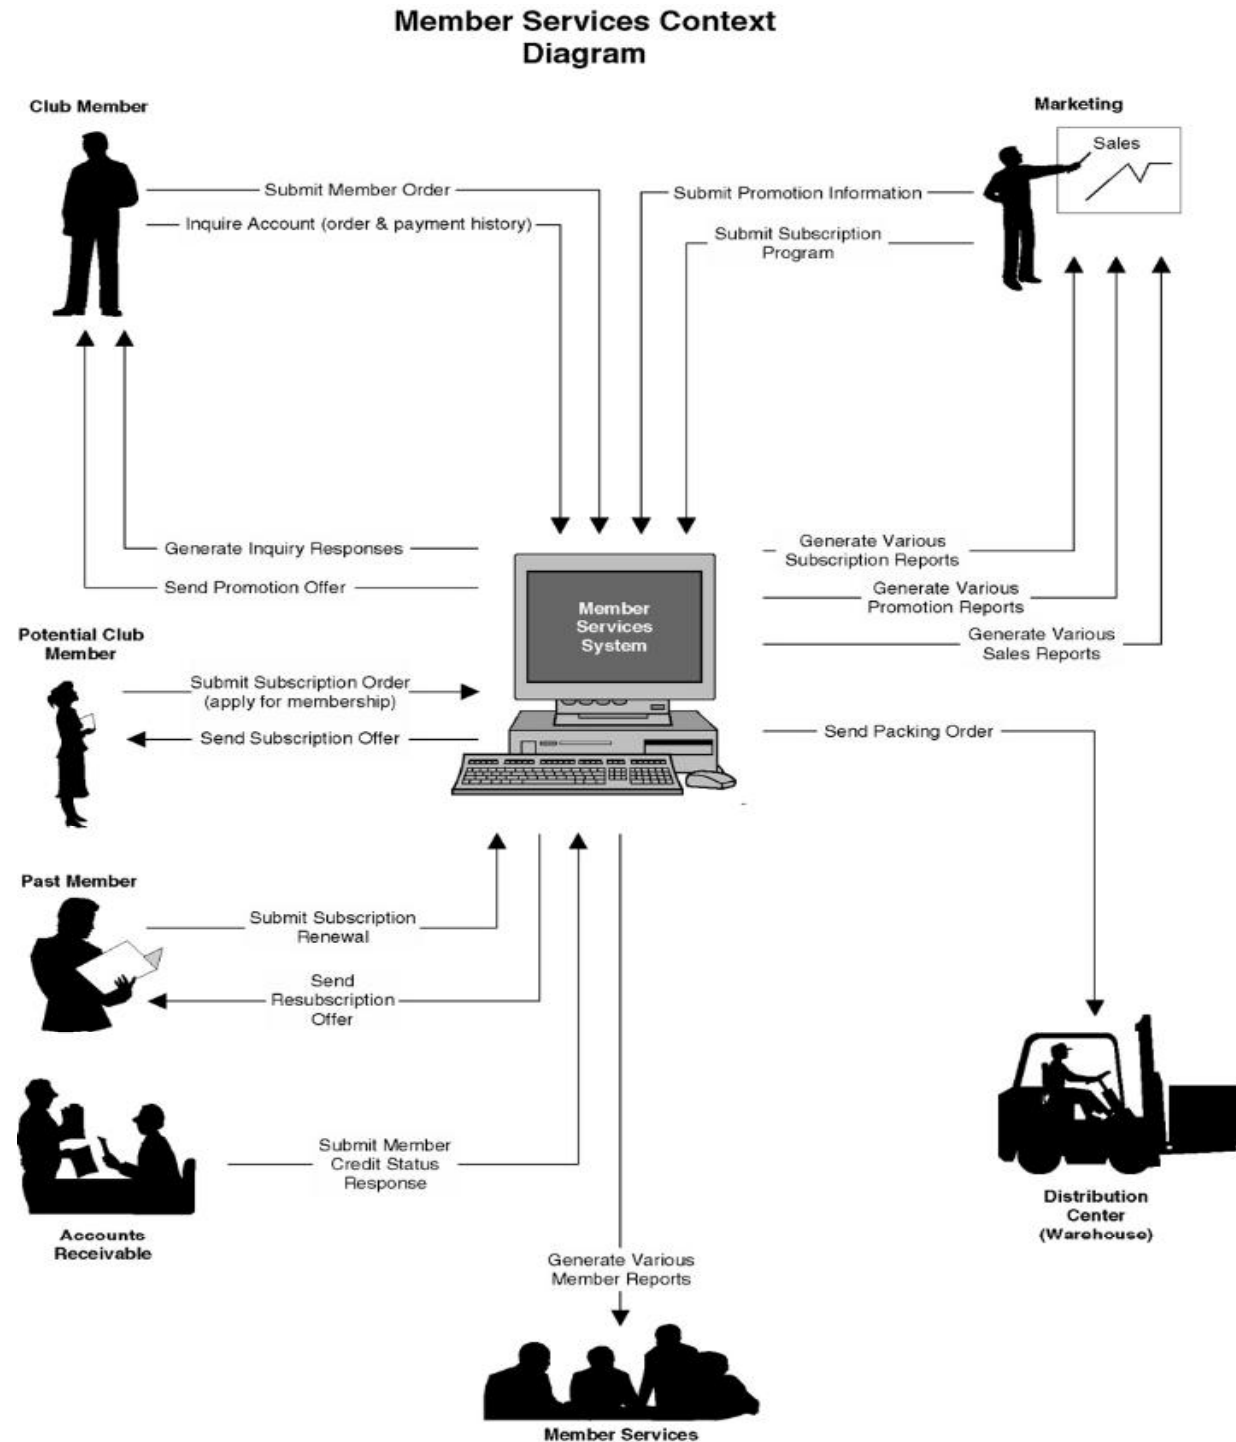 Member Services Context
Diagram
Club Member
Marketing
Sales
Submit Member Order
Submit Promotion Information
Inquire Account (order & payment history)
Submit Subscription
Program
Generate Inquiry Responses
Generate Various
Subscription Reports
Send Promotion Offer
Generate Various
Promotion Reports
Member
Services
System
Generate Various
Sales Reports
Potential Club
Member
Submit Subscription Order
(apply for membership)
Send Subscription Offer
Send Packing Order
Past Member
Submit Subscription
Renewal
Send
Resubscription
Offer
Submit Member
Credit Status
Response
Accounts
Receivable
Distribution
Center
(Warehouse)
Generate Various
Member Reports
Member Services